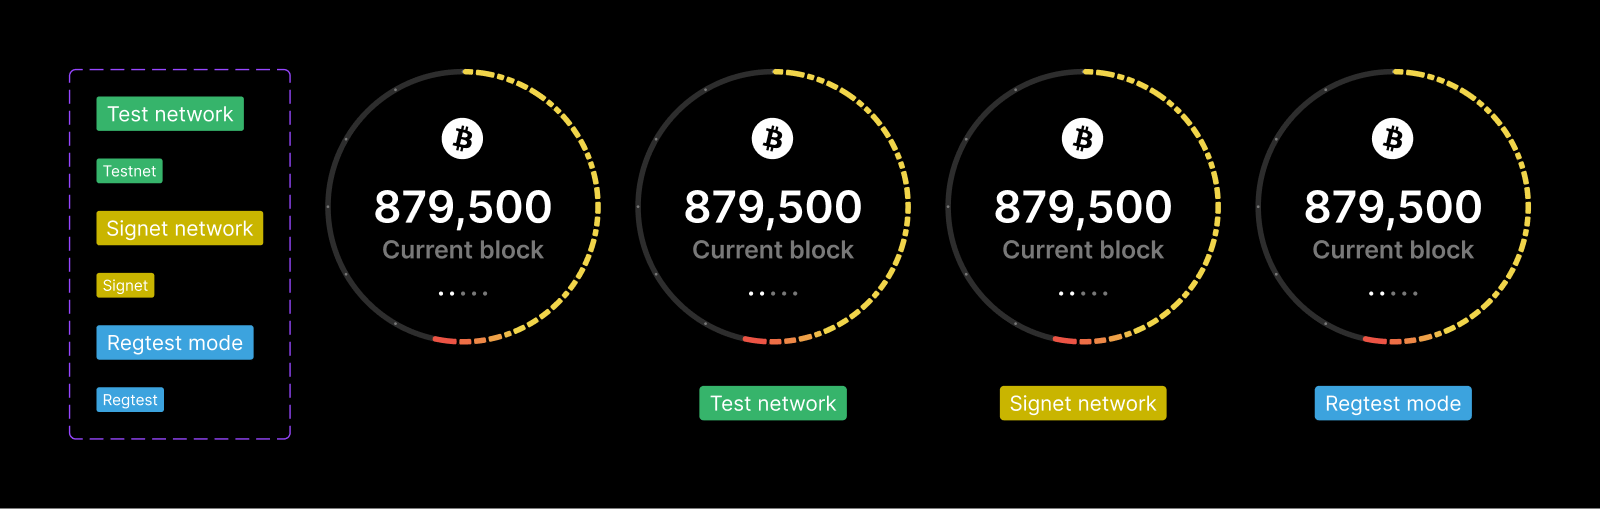 Test network
Testnet
Signet network
Signet
Regtest mode
Regtest
879,500
Current block
879,500
Current block
Test network
879,500
Current block
Signet network
879,500
Current block
Regtest mode